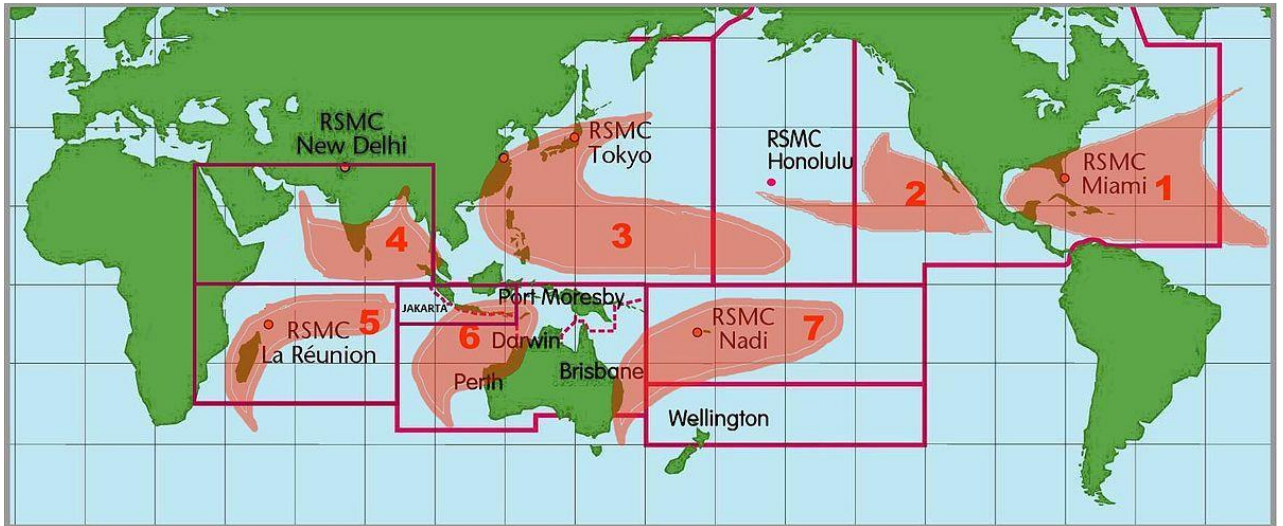 RSMC
New Delhi
RSMC
Tokyo
RSMC
Honolulu
RSMC
Miami
1
2
3
4
JAKARTA
Port Moresby
5
RSMC
La Réunion
6
Darwin
Perth
Brisbane
RSMC
Nadi
7
Wellington